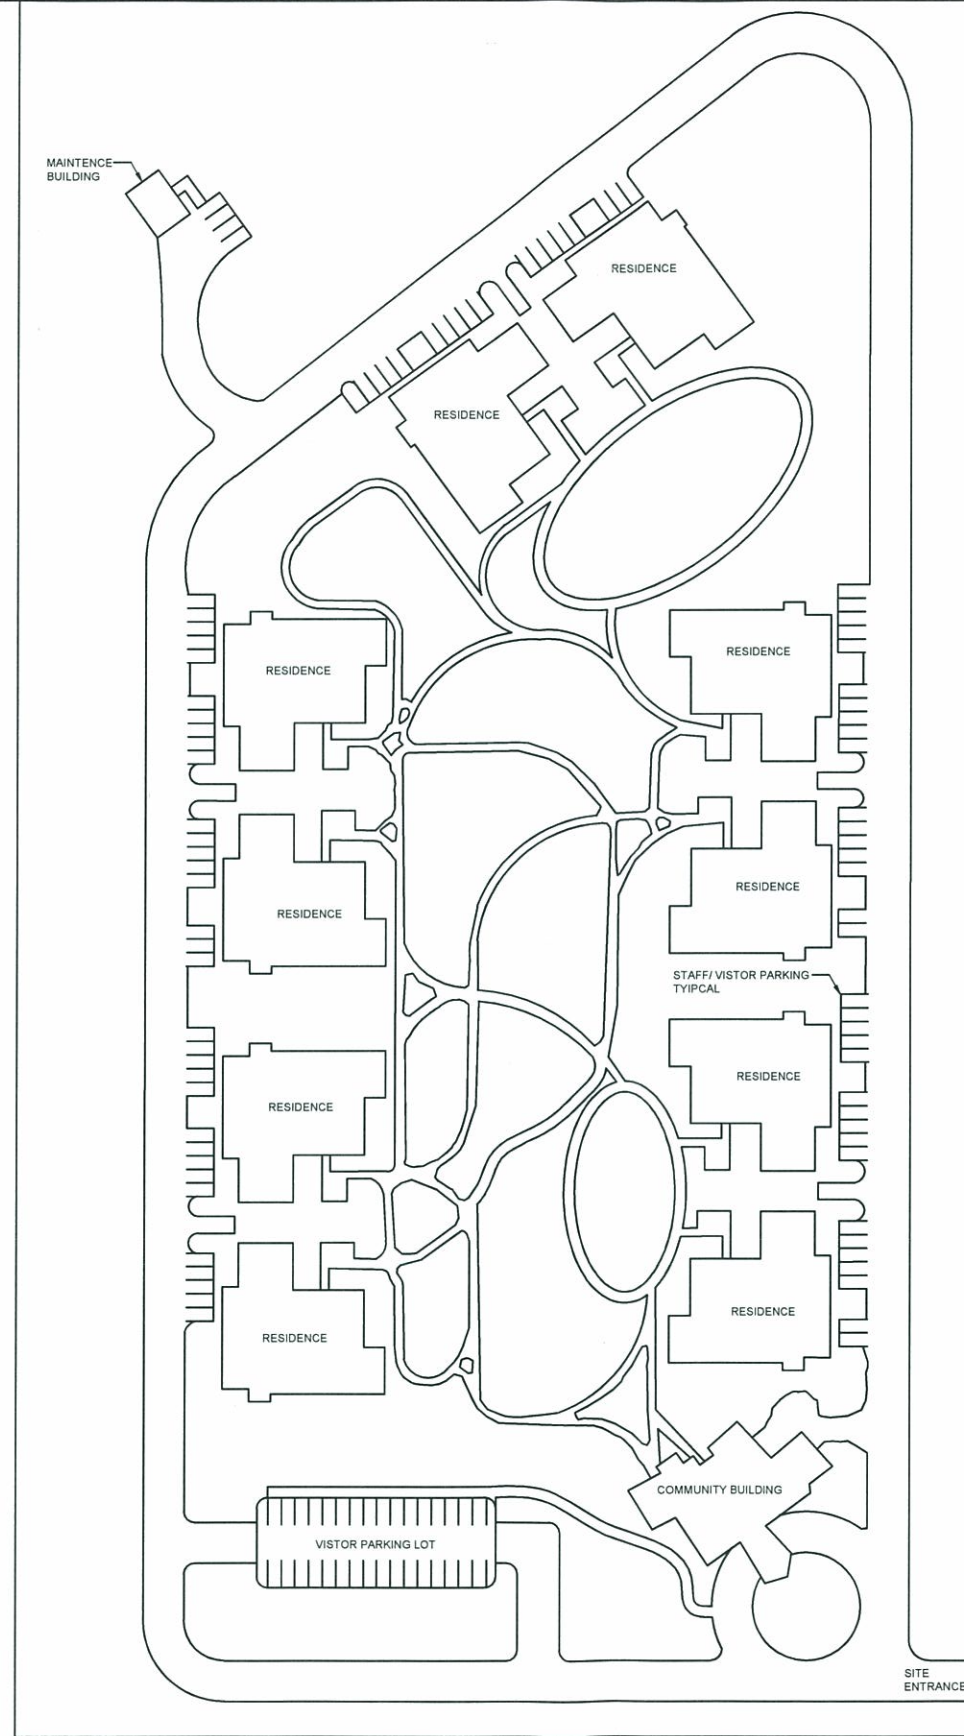 MAINTENCE
BUILDING
RESIDENCE
RESIDENCE
RESIDENCE
RESIDENCE
RESIDENCE
RESIDENCE
STAFF/ VISTOR PARKING
TYIPCAL
RESIDENCE
RESIDENCE
RESIDENCE
RESIDENCE
COMMUNITY BUILDING
VISTOR PARKING LOT
SITE
ENTRANCE